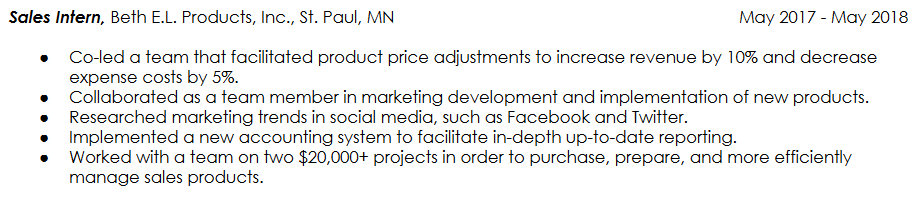 Sales Intern, Beth E.L. Products, Inc., St. Paul, MN May 2017 - May 2018
● Co-led a team that facilitated product price adjustments to increase revenue by 10% and decrease
expense costs by 5%.
● Collaborated as a team member in marketing development and implementation of new products.
● Researched marketing trends in social media, such as Facebook and Twitter.
● Implemented a new accounting system to facilitate in-depth up-to-date reporting.
● Worked with a team on two $20,000+ projects in order to purchase, prepare, and more efficiently
manage sales products.